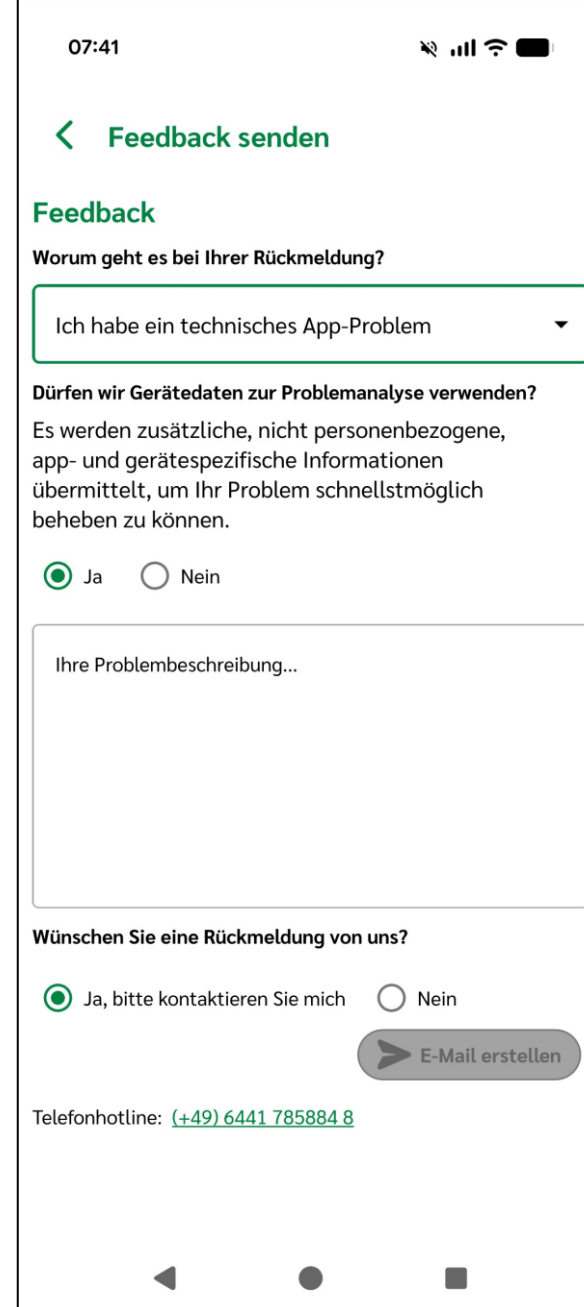 07:41
Feedback senden
Feedback
Worum geht es bei Ihrer Rückmeldung?
Ich habe ein technisches App-Problem
Dürfen wir Gerätedaten zur Problemanalyse verwenden?
Es werden zusätzliche, nicht personenbezogene,
app- und gerätespezifische Informationen
übermittelt, um Ihr Problem schnellstmöglich
beheben zu können.
Ja Nein
Ihre Problembeschreibung...
Wünschen Sie eine Rückmeldung von uns?
Ja, bitte kontaktieren Sie mich Nein
E-Mail erstellen
Telefonhotline: (+49) 6441 785884 8